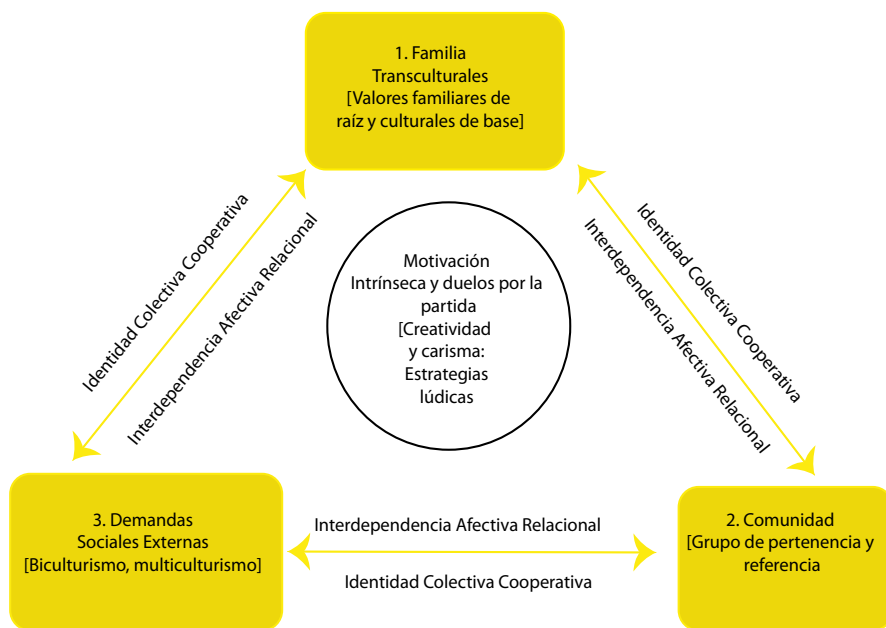 1. Familia
Transculturales
[Valores familiares de
raíz y culturales de base]
Identidad Colectiva Cooperativa
Interdependencia Afectiva Relacional
Motivación
Intrínseca y duelos por la
partida
[Creatividad
y carisma:
Estrategias
lúdicas
Identidad Colectiva Cooperativa
Interdependencia Afectiva Relacional
3. Demandas
Sociales Externas
[Biculturismo, multiculturismo]
Interdependencia Afectiva Relacional
Identidad Colectiva Cooperativa
2. Comunidad
[Grupo de pertenencia y
referencia